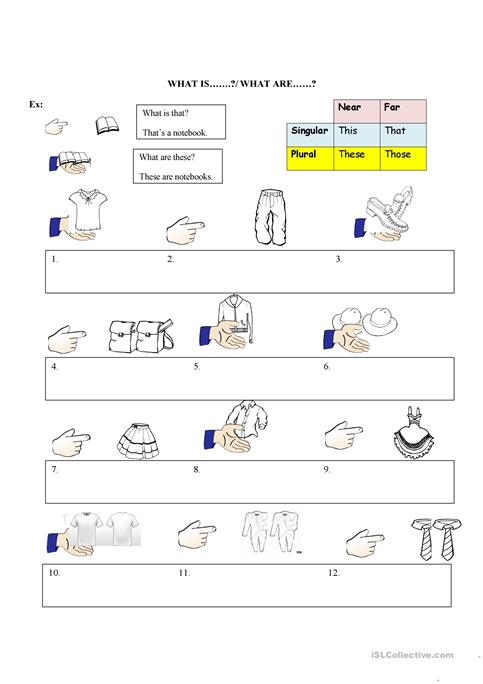 WHAT IS.......?/ WHAT ARE......?
Ex:
What is that?
That's a notebook.
What are these?
These are notebooks.
Near Far
Singular This That
Plural These Those
1. 2. 3.
4. 5. 6.
7. 8. 9.
10. 11. 12.
iSLCollective.com